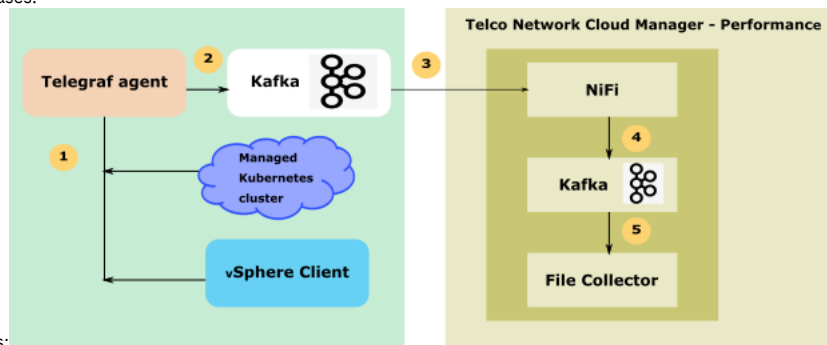 ases:
Telco Network Cloud Manager - Performance
Telegraf agent
2
Kafka
3
NiFi
1
Managed
Kubernetes
cluster
4
Kafka
5
vSphere Client
File Collector
s: